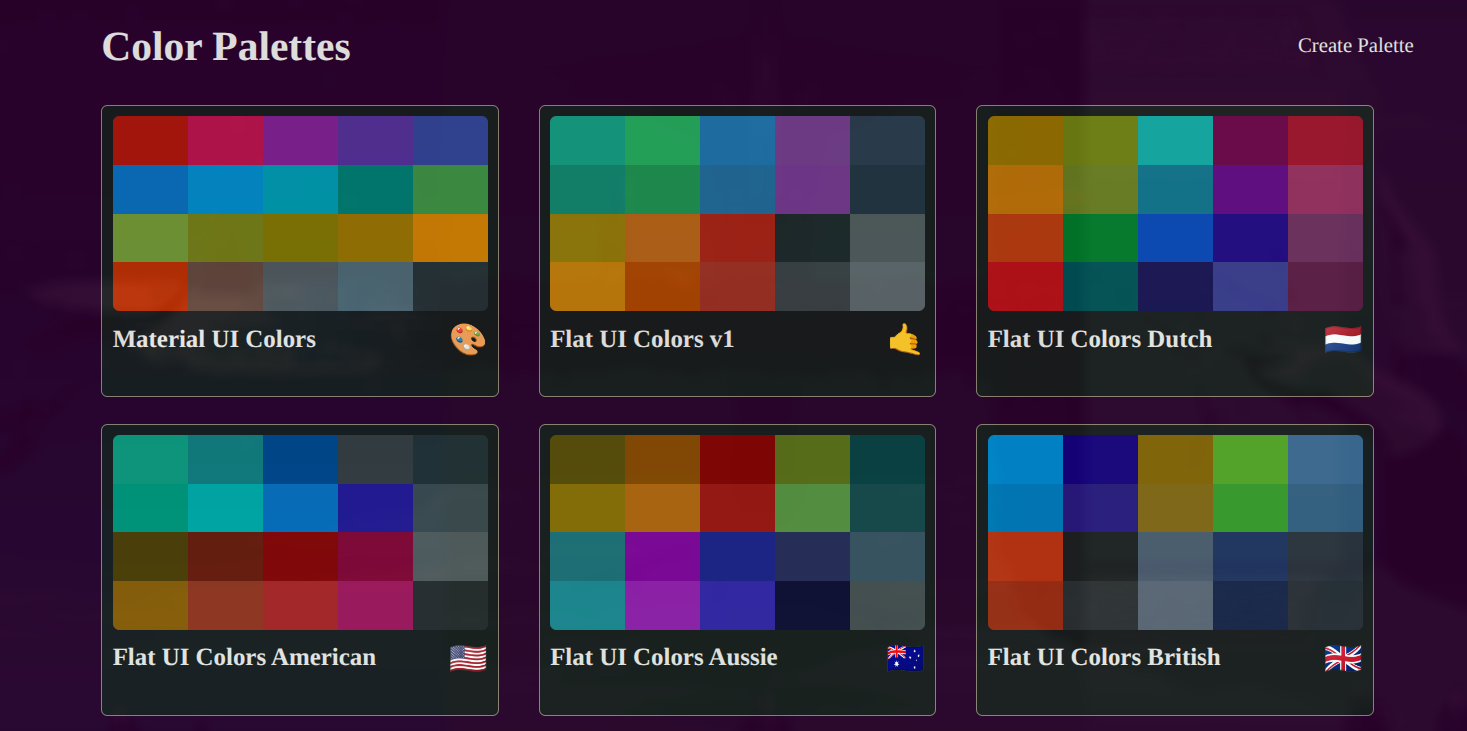 Color Palettes
Create Palette
Material UI Colors
Flat UI Colors v1
Flat UI Colors Dutch
Flat UI Colors American
Flat UI Colors Aussie
Flat UI Colors British